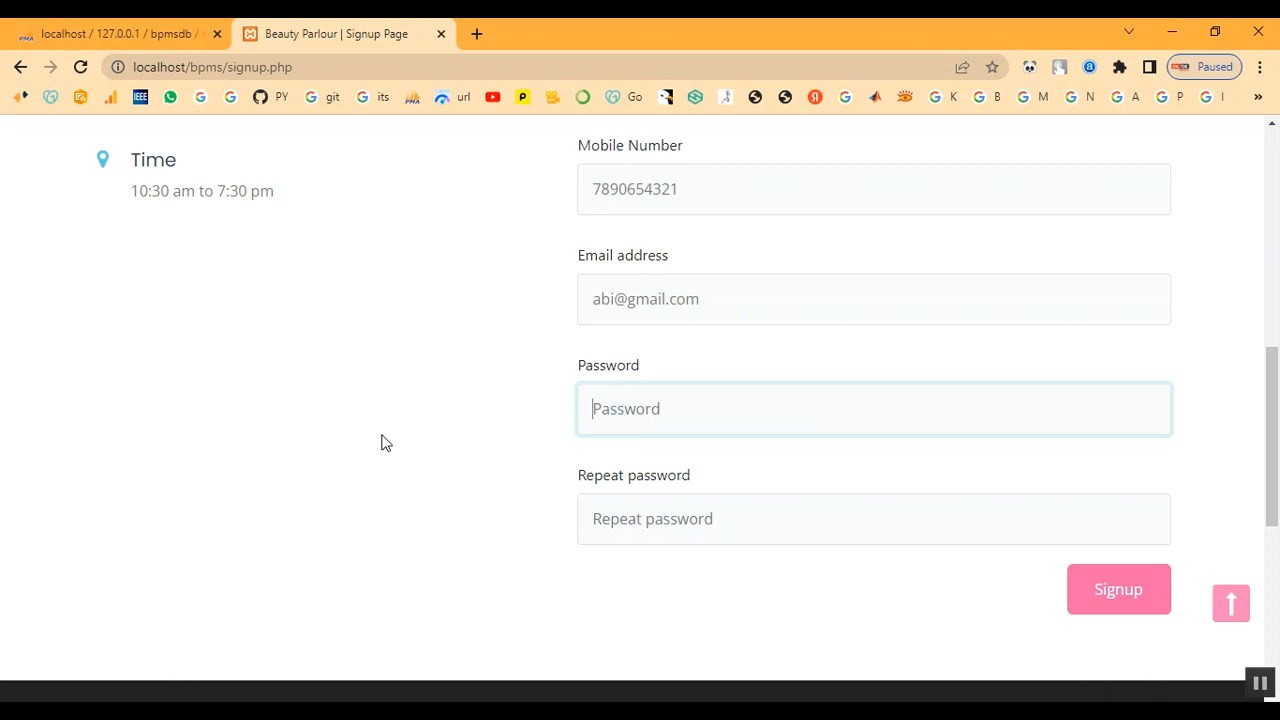 localhost / 127.0.0.1 / bpmsdb /
Beauty Parlour | Signup Page
localhost/bpms/signup.php
Paused
IEEE
PY
git
its
url
Go
K
B
M
N
A
P
I
»
Time
10:30 am to 7:30 pm
Mobile Number
7890654321
Email address
abi@gmail.com
Password
Password
Repeat password
Repeat password
Signup